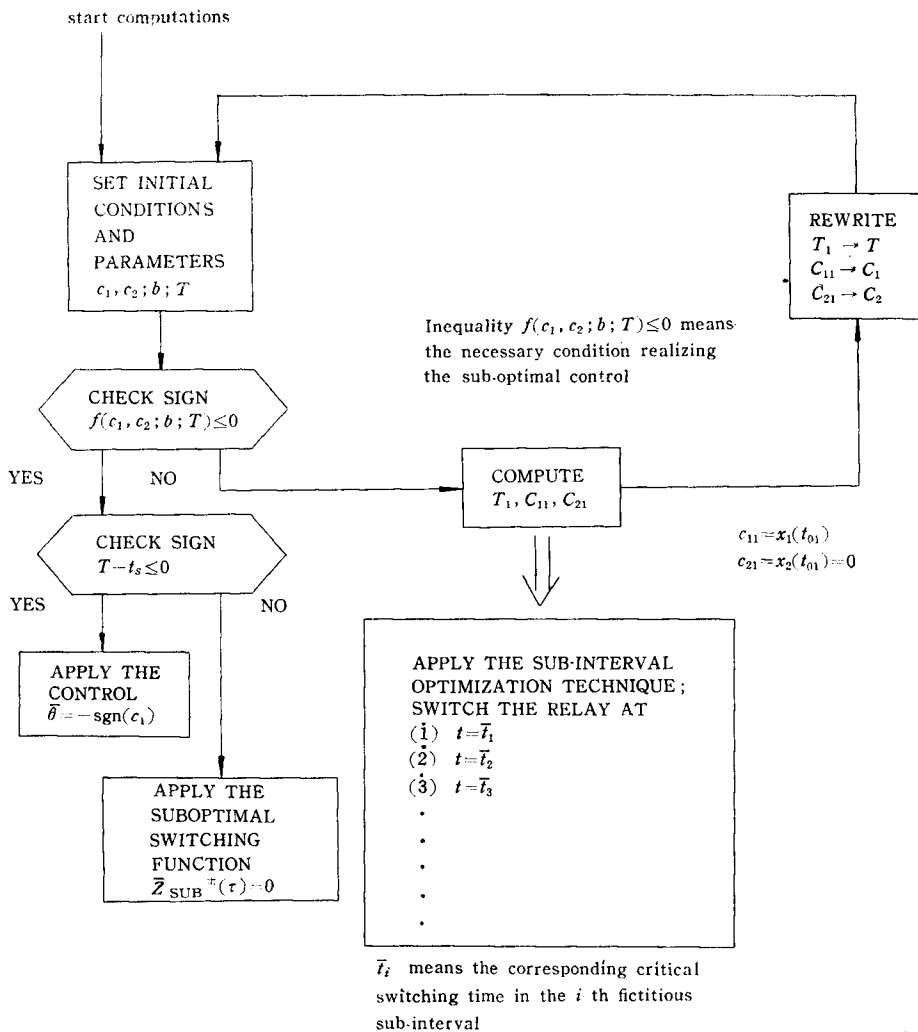 start computations
SET INITIAL
CONDITIONS
AND
PARAMETERS
c₁, c₂; b; T
REWRITE
T₁ → T
C₁₁ → C₁
C₂₁ → C₂
Inequality f(c₁, c₂; b; T) ≤ 0 means
the necessary condition realizing
the sub-optimal control
CHECK SIGN
f(c₁, c₂; b; T) ≤ 0
YES NO
COMPUTE
T₁, C₁₁, C₂₁
c₁₁ = x₁(t₀₁)
c₂₁ = x₂(t₀₁) = 0
CHECK SIGN
T − tₛ ≤ 0
YES NO
APPLY THE
CONTROL
θ̄ = −sgn(c₁)
APPLY THE SUB-INTERVAL
OPTIMIZATION TECHNIQUE;
SWITCH THE RELAY AT
(1) t = t̄₁
(2) t = t̄₂
(3) t = t̄₃
APPLY THE
SUBOPTIMAL
SWITCHING
FUNCTION
Z̄ SUB (τ) = 0
t̄ᵢ means the corresponding critical
switching time in the i th fictitious
sub-interval